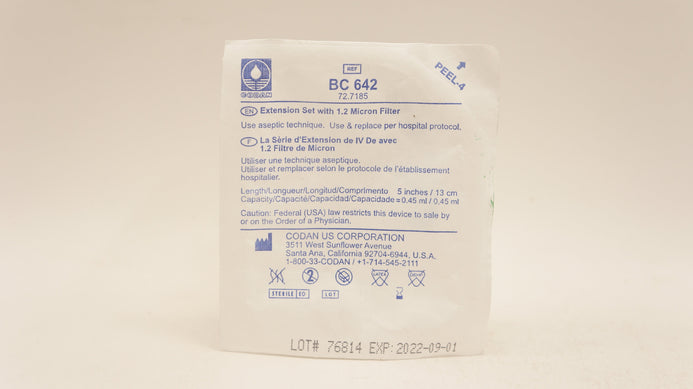 REF
PEEL-4
BC 642
CODAN
72.7185
EN Extension Set with 1.2 Micron Filter
Use aseptic technique. Use & replace per hospital protocol.
F La Sèrie d'Extension de IV De avec
1.2 Filtre de Micron
Utiliser une technique aseptique.
Utiliser et remplacer selon le protocole de l'établissement
hospitalier.
Length/Longueur/Longitud/Comprimento 5 inches / 13 cm
Capacity/Capacité/Capacidad/Capacidade ≈ 0.45 ml / 0,45 ml
Caution: Federal (USA) law restricts this device to sale by
or on the Order of a Physician.
CODAN US CORPORATION
3511 West Sunflower Avenue
Santa Ana, California 92704-6944, U.S.A.
1-800-33-CODAN / +1-714-545-2111
2 LATEX DEHP
STERILE EO LOT
LOT# 76814 EXP: 2022-09-01